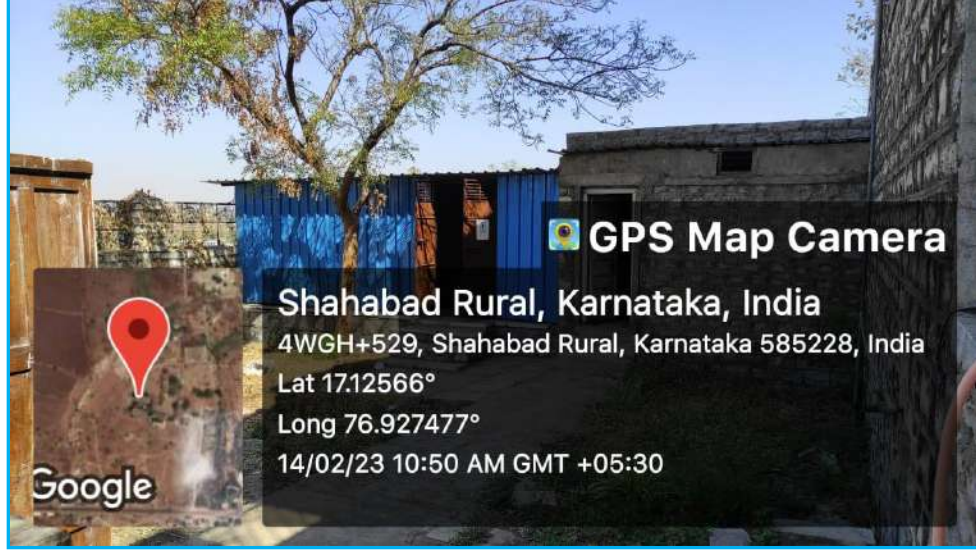 GPS Map Camera
Shahabad Rural, Karnataka, India
4WGH+529, Shahabad Rural, Karnataka 585228, India
Lat 17.12566°
Long 76.927477°
14/02/23 10:50 AM GMT +05:30
Google